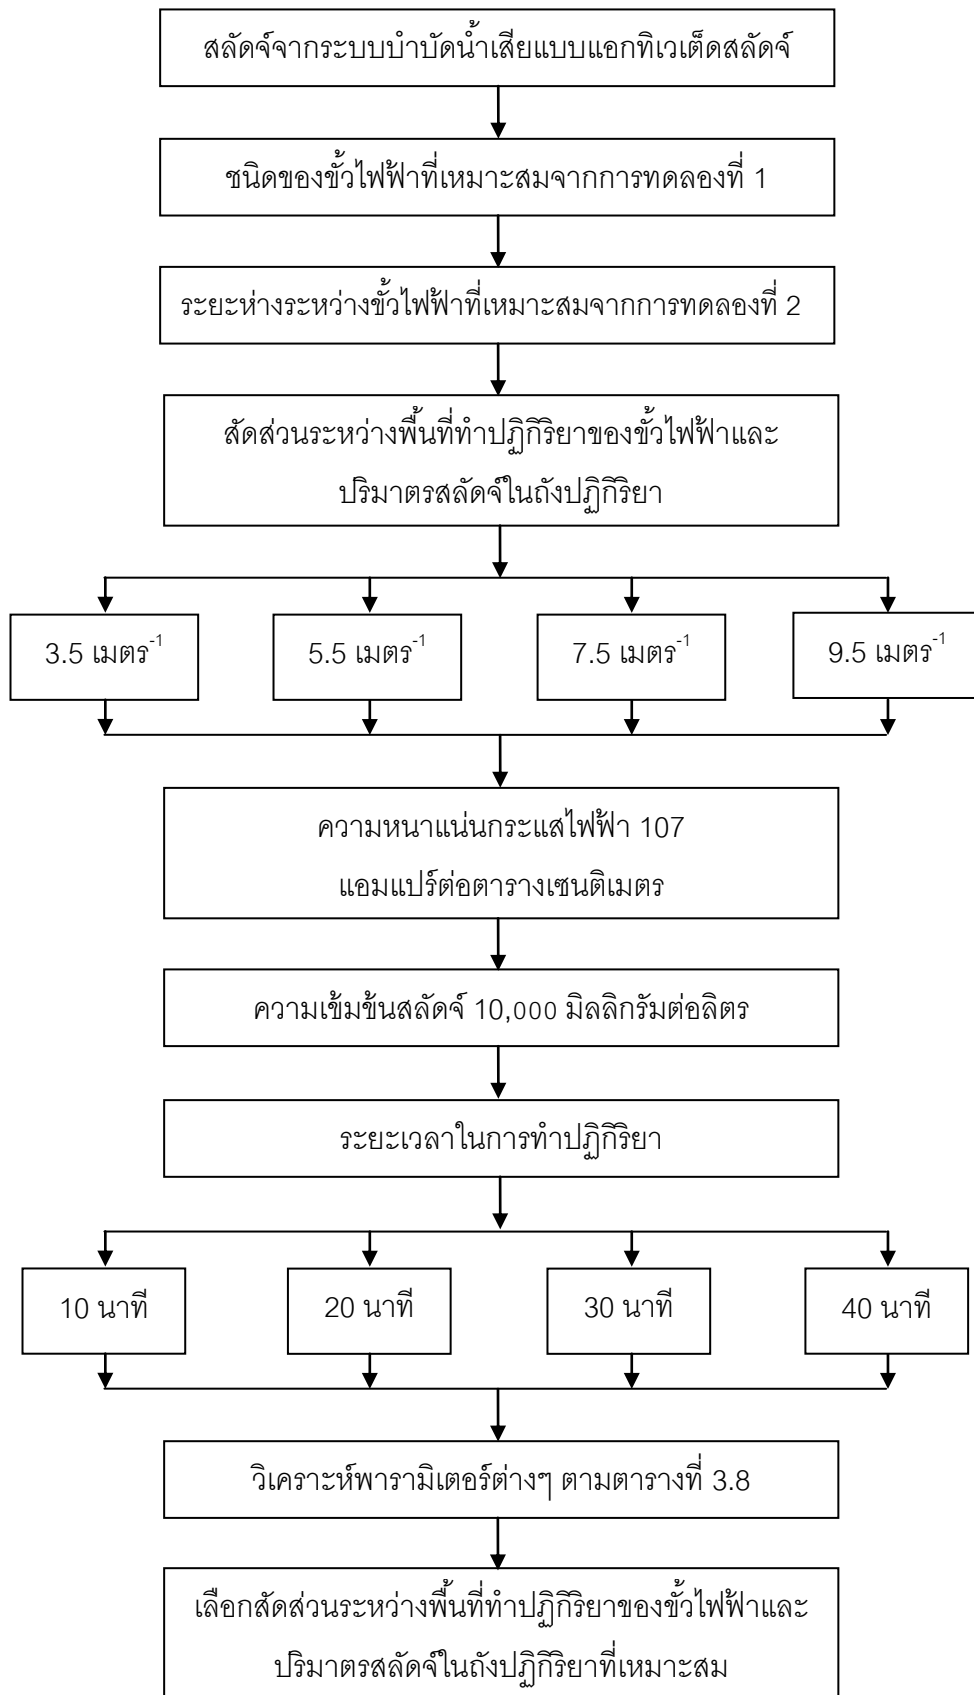 สลัดจ์จากระบบบำบัดน้ำเสียแบบแอกทิเวเต็ดสลัดจ์
ชนิดของขั้วไฟฟ้าที่เหมาะสมจากการทดลองที่ 1
ระยะห่างระหว่างขั้วไฟฟ้าที่เหมาะสมจากการทดลองที่ 2
สัดส่วนระหว่างพื้นที่ทำปฏิกิริยาของขั้วไฟฟ้าและ
ปริมาตรสลัดจ์ในถังปฏิกิริยา
3.5 เมตร⁻¹
5.5 เมตร⁻¹
7.5 เมตร⁻¹
9.5 เมตร⁻¹
ความหนาแน่นกระแสไฟฟ้า 107
แอมแปร์ต่อตารางเซนติเมตร
ความเข้มข้นสลัดจ์ 10,000 มิลลิกรัมต่อลิตร
ระยะเวลาในการทำปฏิกิริยา
10 นาที
20 นาที
30 นาที
40 นาที
วิเคราะห์พารามิเตอร์ต่างๆ ตามตารางที่ 3.8
เลือกสัดส่วนระหว่างพื้นที่ทำปฏิกิริยาของขั้วไฟฟ้าและ
ปริมาตรสลัดจ์ในถังปฏิกิริยาที่เหมาะสม